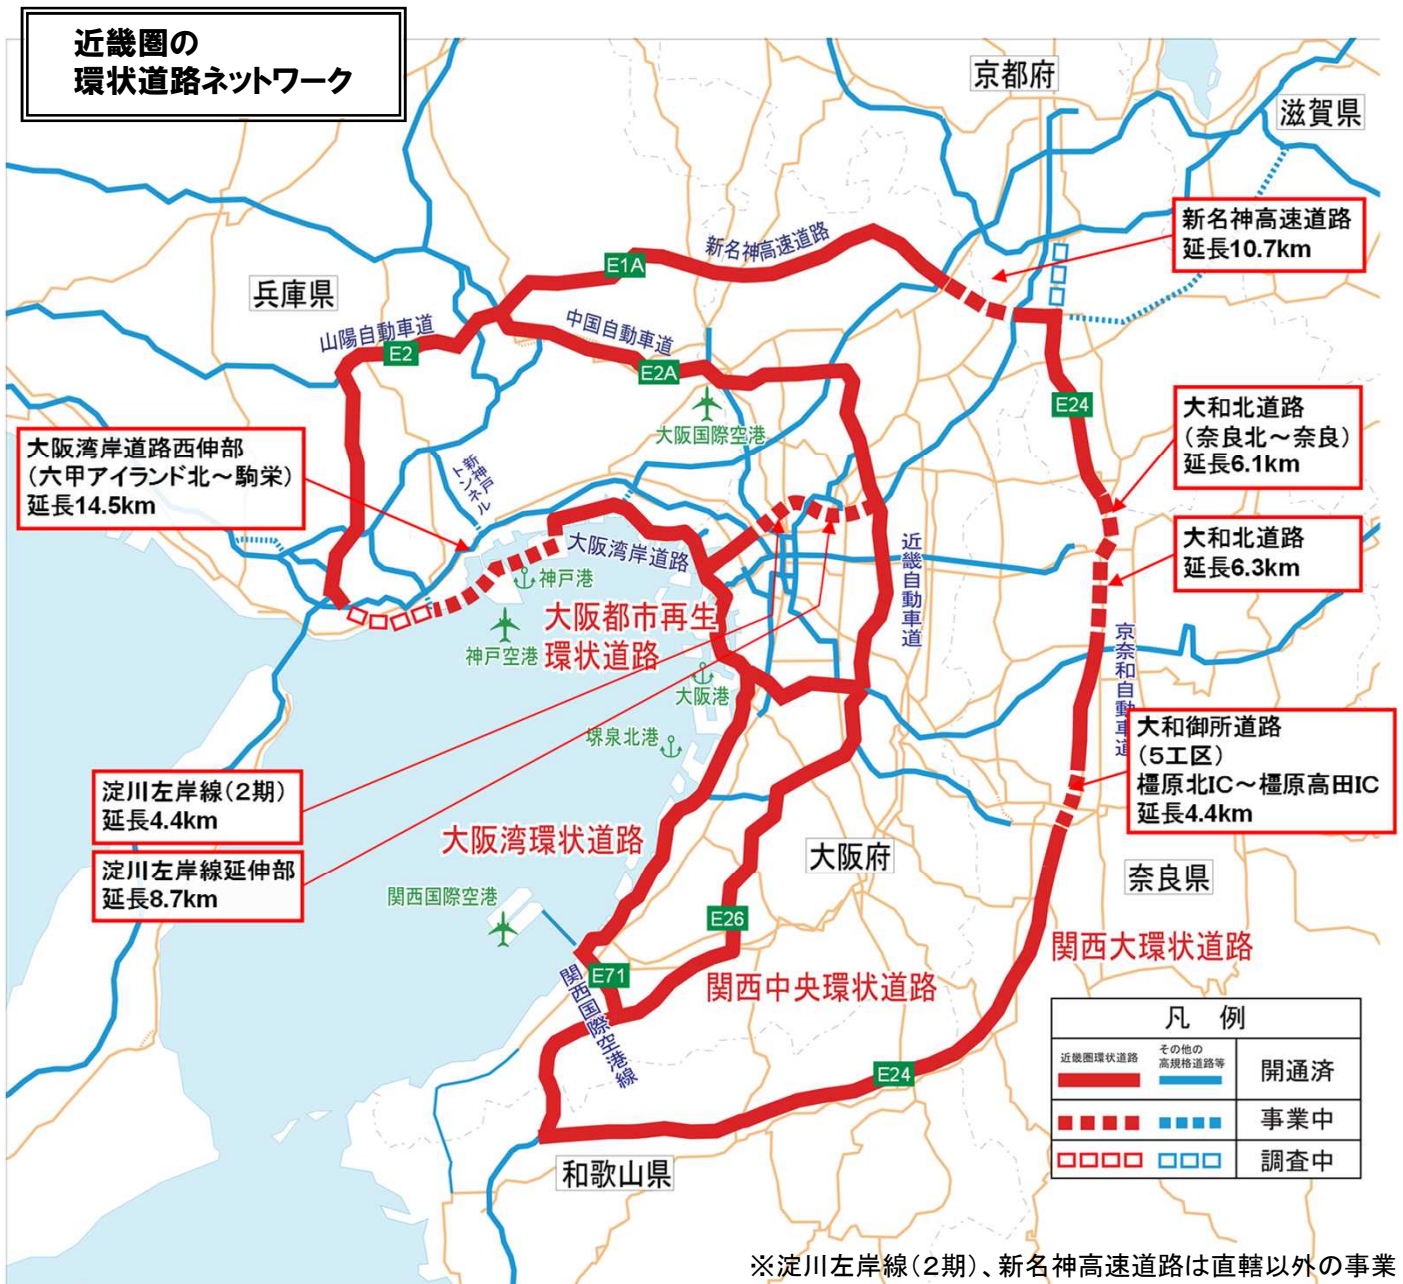 近畿圏の
環状道路ネットワーク
京都府
滋賀県
新名神高速道路
延長10.7km
新名神高速道路
E1A
兵庫県
山陽自動車道
E2
中国自動車道
E2A
E24
大阪国際空港
大和北道路
(奈良北～奈良)
延長6.1km
大阪湾岸道路西伸部
(六甲アイランド北～駒栄)
延長14.5km
新神戸
トンネル
大和北道路
延長6.3km
大阪湾岸道路
近畿自動車道
神戸港
大阪都市再生
環状道路
神戸空港
京奈和自動車道
大阪港
堺泉北港
大和御所道路
(5工区)
橿原北IC～橿原高田IC
延長4.4km
淀川左岸線(2期)
延長4.4km
大阪湾環状道路
大阪府
淀川左岸線延伸部
延長8.7km
奈良県
関西国際空港
E26
関西大環状道路
E71
関西中央環状道路
関西国際空港線
E24
和歌山県
凡 例
近畿圏環状道路
その他の
高規格道路等
開通済
事業中
調査中
※淀川左岸線(2期)、新名神高速道路は直轄以外の事業